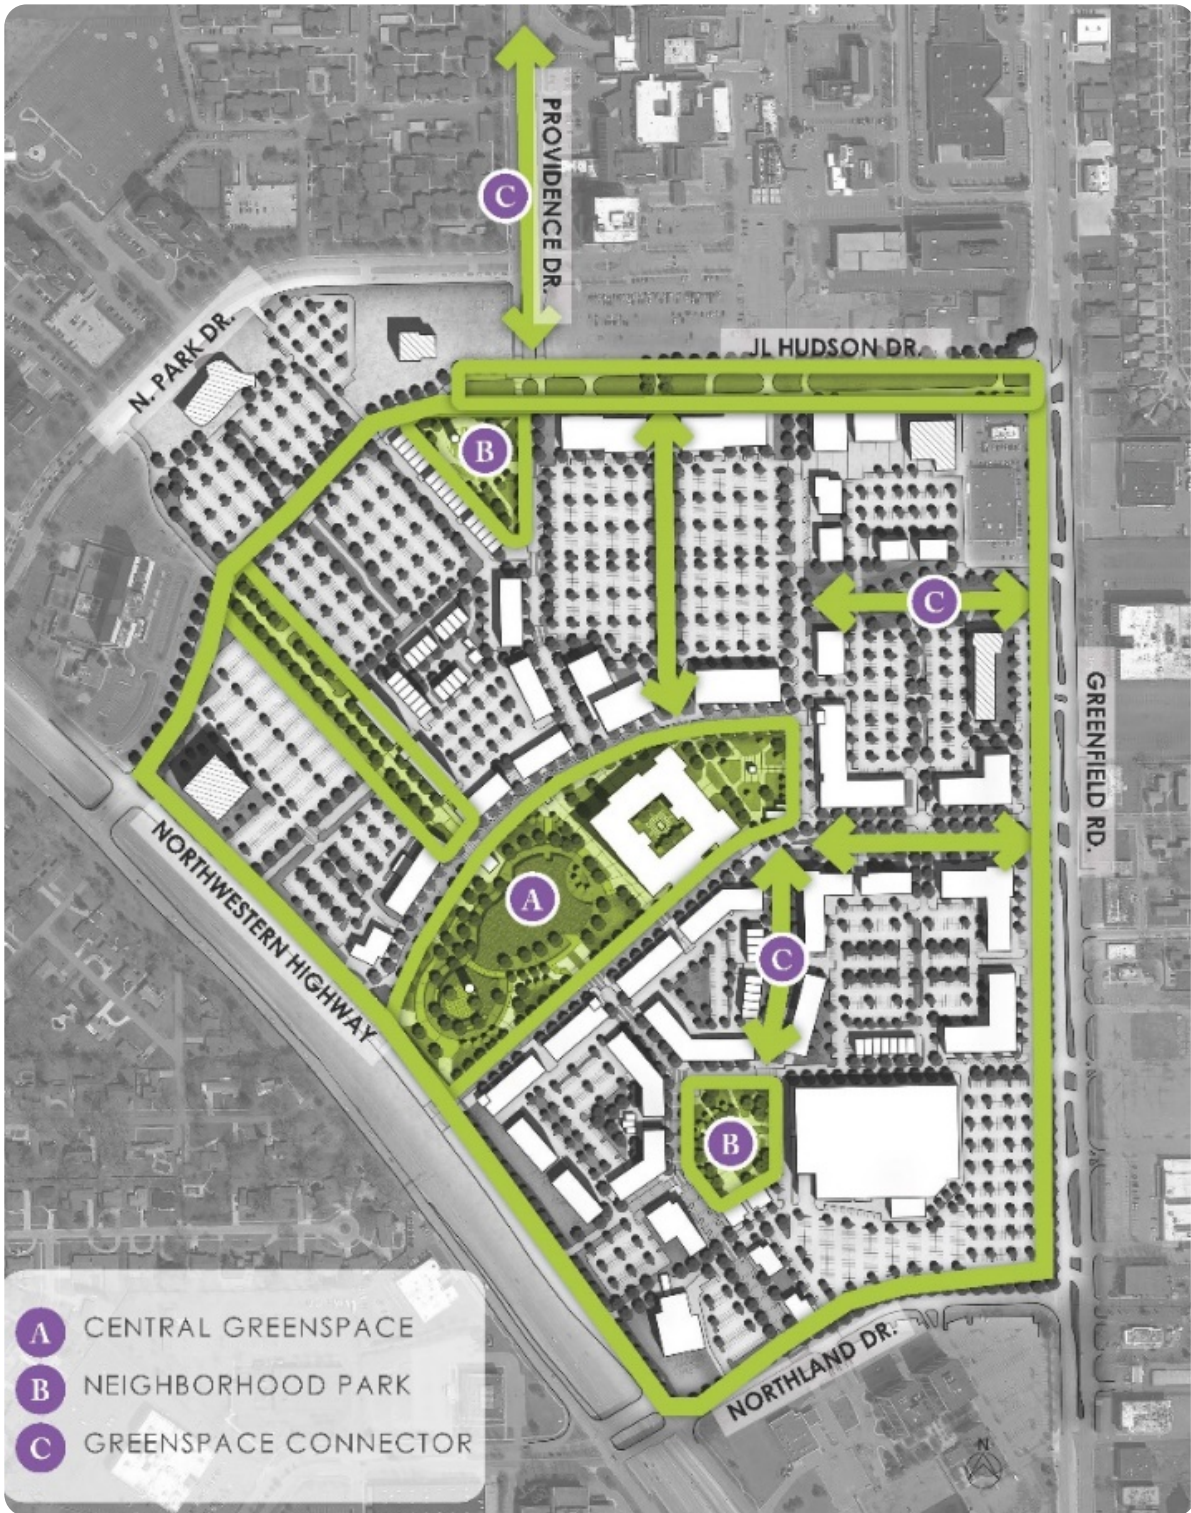 PROVIDENCE DR.
C
N. PARK DR.
JL HUDSON DR.
B
C
GREENFIELD RD.
A
NORTHWESTERN HIGHWAY
C
B
NORTHLAND DR.
N
A CENTRAL GREENSPACE
B NEIGHBORHOOD PARK
C GREENSPACE CONNECTOR